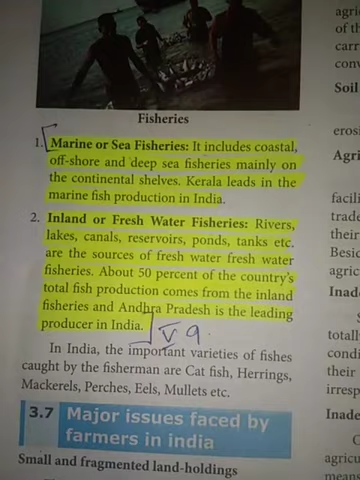 Fisheries
1. Marine or Sea Fisheries: It includes coastal,
off-shore and deep sea fisheries mainly on
the continental shelves. Kerala leads in the
marine fish production in India.
2. Inland or Fresh Water Fisheries: Rivers,
lakes, canals, reservoirs, ponds, tanks etc.
are the sources of fresh water fresh water
fisheries. About 50 percent of the country's
total fish production comes from the inland
fisheries and Andhra Pradesh is the leading
producer in India.
In India, the important varieties of fishes
caught by the fisherman are Cat fish, Herrings,
Mackerels, Perches, Eels, Mullets etc.
3.7 Major issues faced by
farmers in india
Small and fragmented land-holdings
agri
of th
carr
conv
Soil
eros
Agri
facili
trade
their
Besid
agric
Inad
totall
condi
their
irresp
Inade
agricu
means